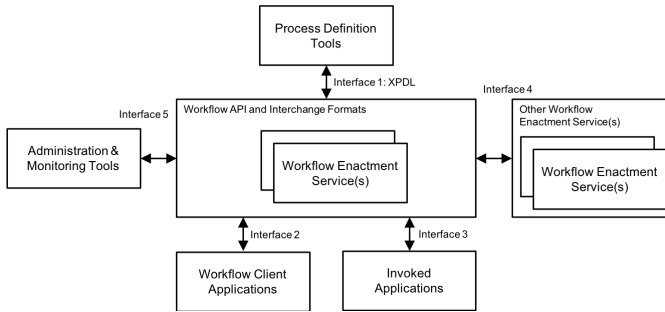 Process Definition
Tools
Interface 1: XPDL
Interface 4
Interface 5
Workflow API and Interchange Formats
Other Workflow
Enactment Service(s)
Administration &
Monitoring Tools
Workflow Enactment
Service(s)
Workflow Enactment
Service(s)
Interface 2
Interface 3
Workflow Client
Applications
Invoked
Applications